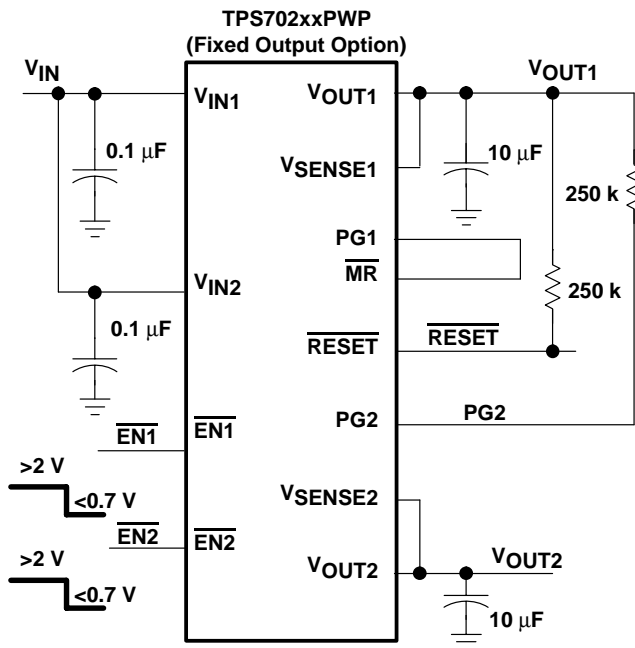 TPS702xxPWP
(Fixed Output Option)
VIN
VIN1
0.1 μF
VIN2
0.1 μF
EN1
EN1
>2 V
<0.7 V
EN2
EN2
>2 V
<0.7 V
VOUT1
VOUT1
VSENSE1
10 μF
250 k
PG1
MR
250 k
RESET
RESET
PG2
PG2
VSENSE2
VOUT2
VOUT2
10 μF